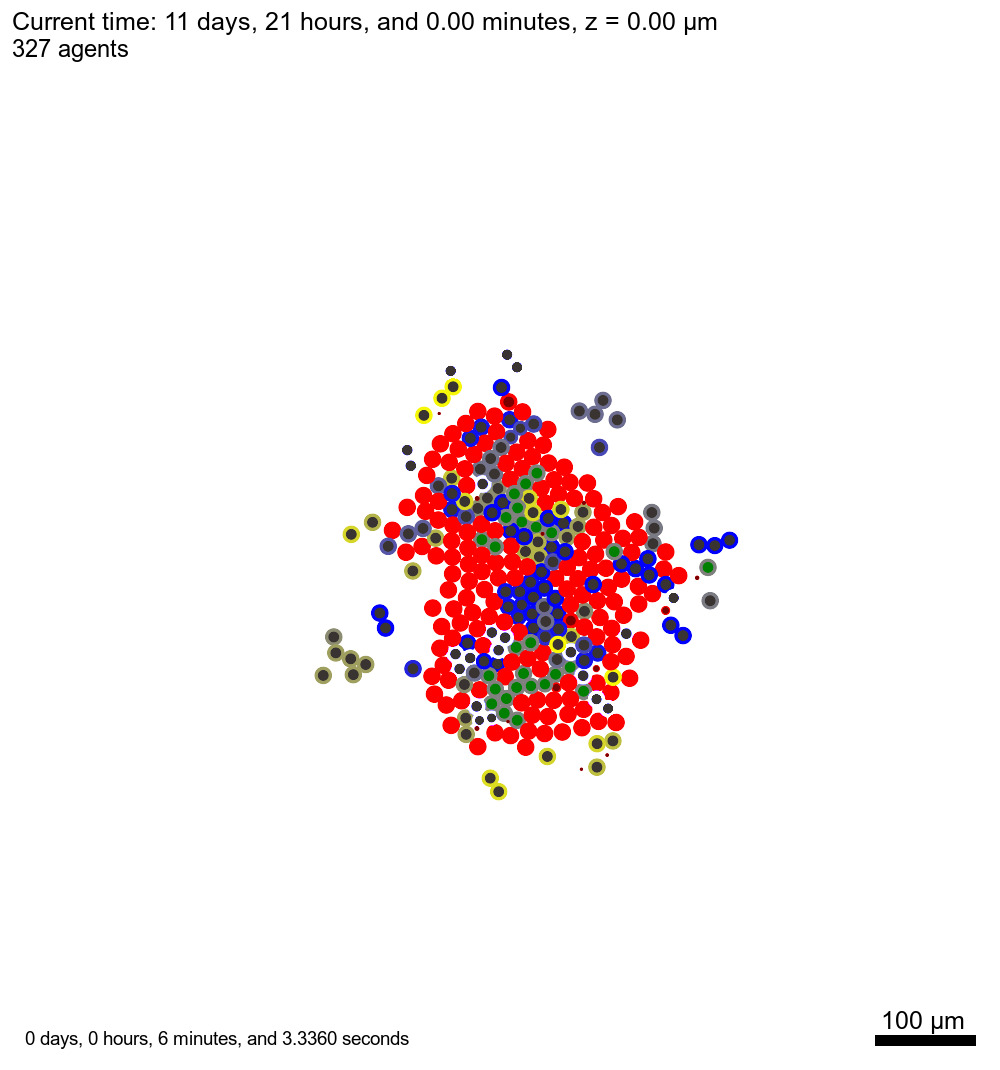 Current time: 11 days, 21 hours, and 0.00 minutes, z = 0.00 µm
327 agents
100 µm
0 days, 0 hours, 6 minutes, and 3.3360 seconds